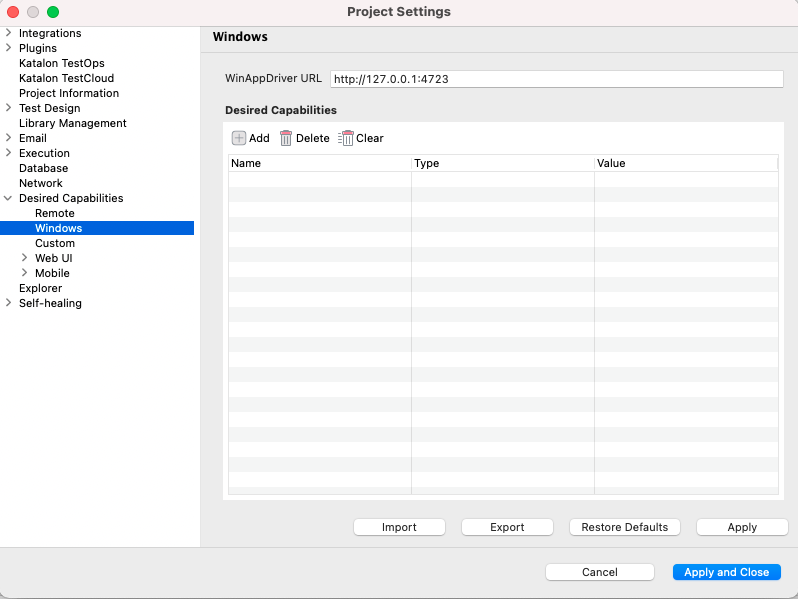 Project Settings
Integrations
Plugins
Katalon TestOps
Katalon TestCloud
Project Information
Test Design
Library Management
Email
Execution
Database
Network
Desired Capabilities
Remote
Windows
Custom
Web UI
Mobile
Explorer
Self-healing
Windows
WinAppDriver URL http://127.0.0.1:4723
Desired Capabilities
Add Delete Clear
Name Type Value
Import Export Restore Defaults Apply
Cancel Apply and Close